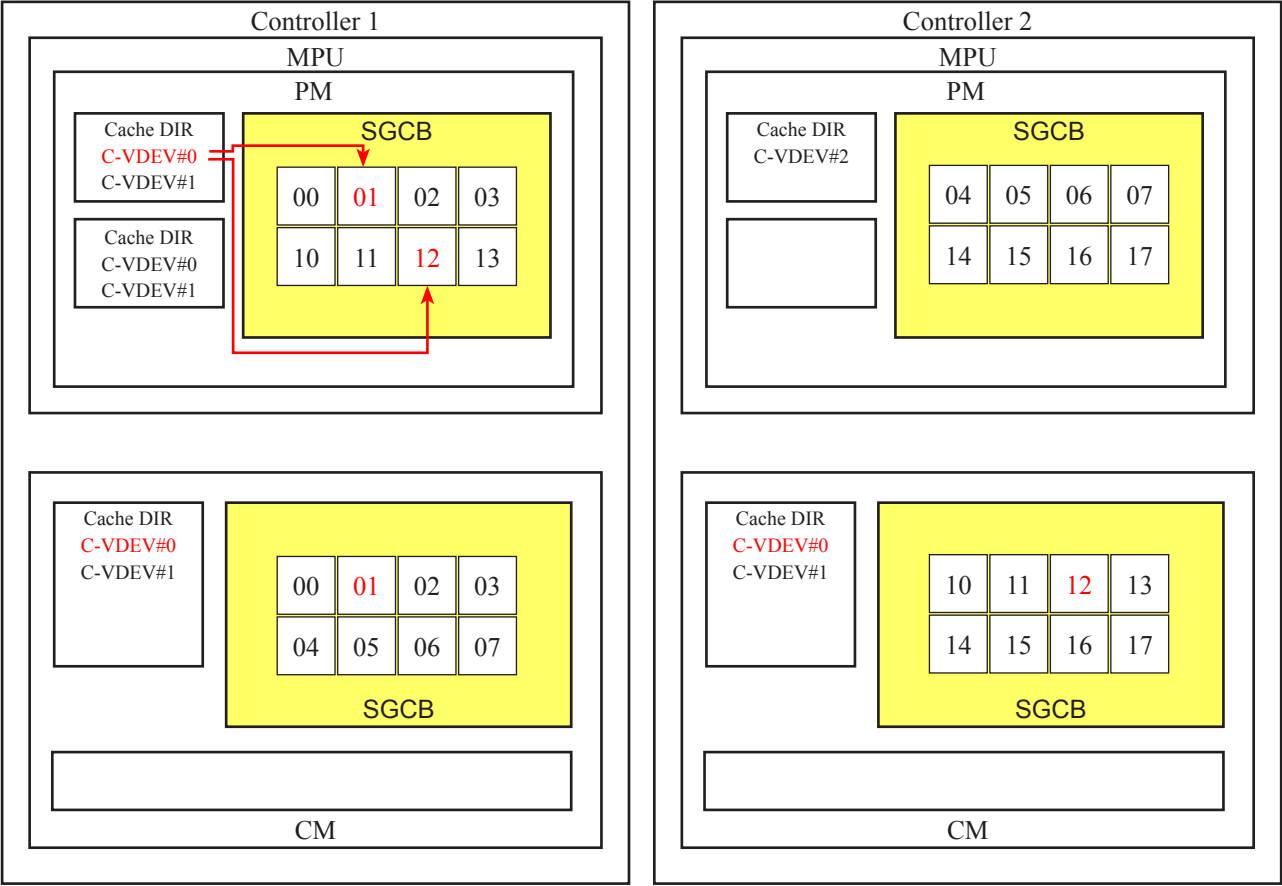 Controller 1
MPU
PM
Cache DIR
C-VDEV#0
C-VDEV#1
Cache DIR
C-VDEV#0
C-VDEV#1
SGCB
00 01 02 03
10 11 12 13
Cache DIR
C-VDEV#0
C-VDEV#1
00 01 02 03
04 05 06 07
SGCB
CM
Controller 2
MPU
PM
Cache DIR
C-VDEV#2
SGCB
04 05 06 07
14 15 16 17
Cache DIR
C-VDEV#0
C-VDEV#1
10 11 12 13
14 15 16 17
SGCB
CM